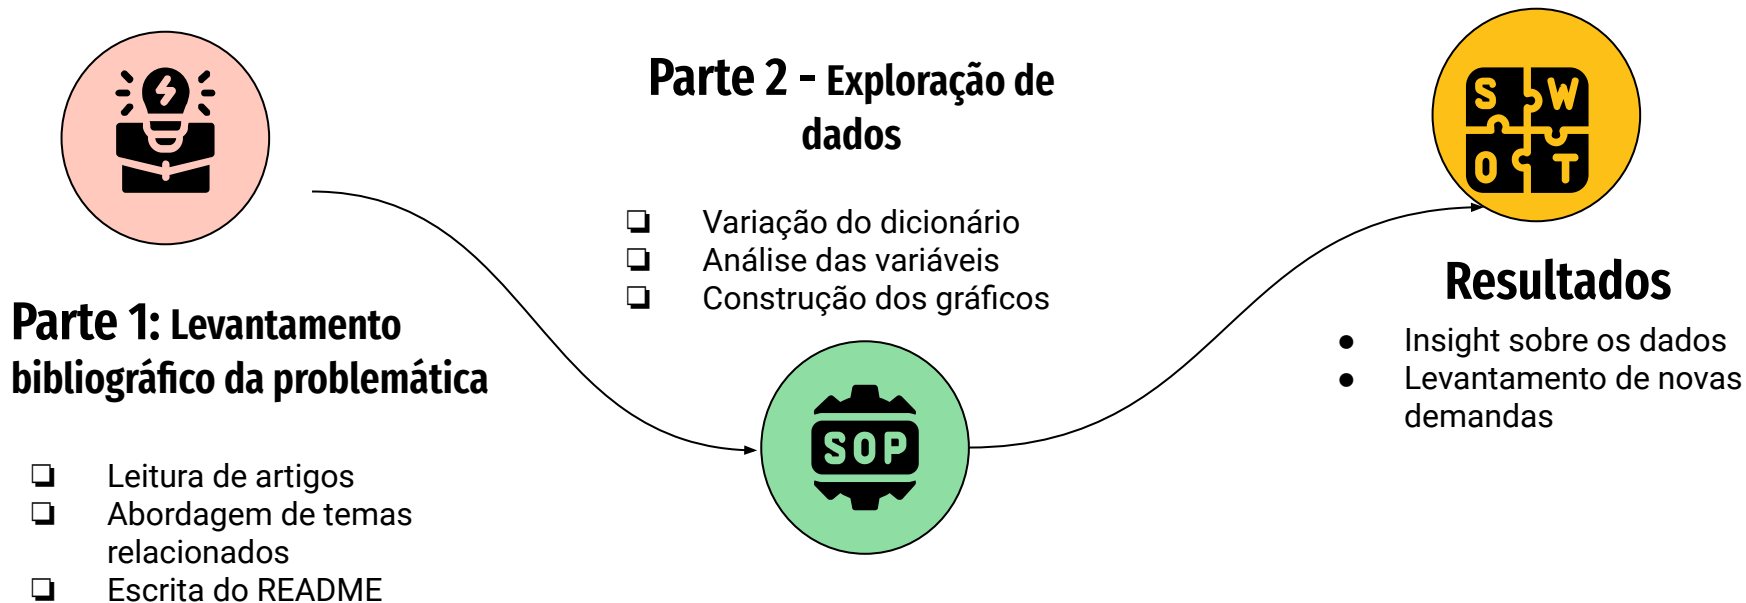 Parte 1: Levantamento
bibliográfico da problemática
❏ Leitura de artigos
❏ Abordagem de temas
relacionados
❏ Escrita do README
Parte 2 - Exploração de
dados
❏ Variação do dicionário
❏ Análise das variáveis
❏ Construção dos gráficos
SOP
S W
O T
Resultados
● Insight sobre os dados
● Levantamento de novas
demandas